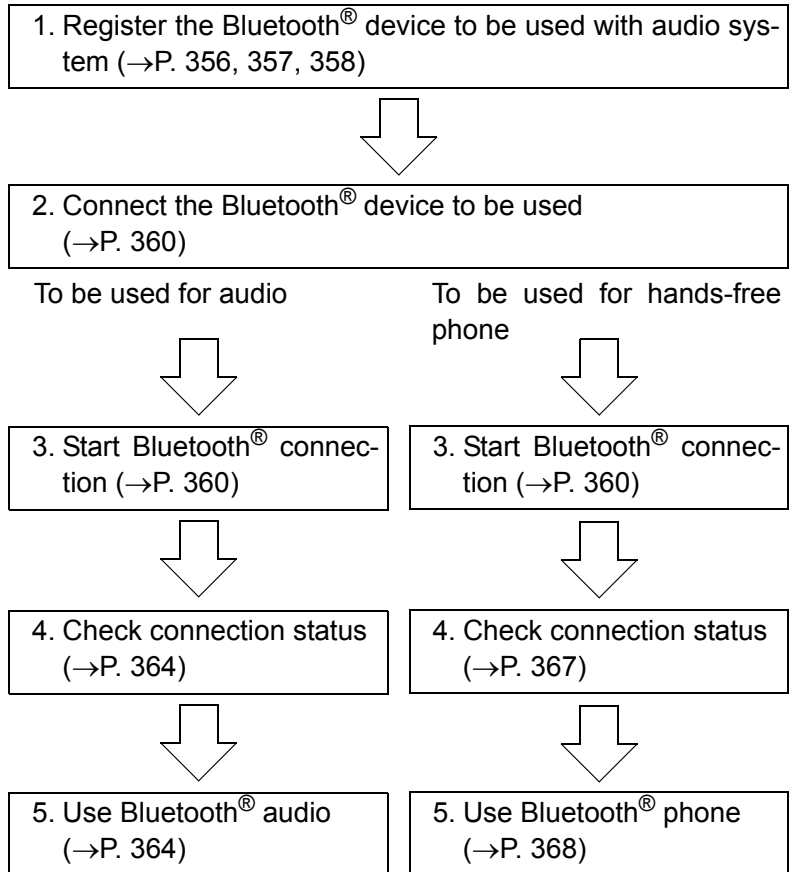 1. Register the Bluetooth® device to be used with audio sys-
tem (→P. 356, 357, 358)
2. Connect the Bluetooth® device to be used
(→P. 360)
To be used for audio
To be used for hands-free
phone
3. Start Bluetooth® connec-
tion (→P. 360)
3. Start Bluetooth® connec-
tion (→P. 360)
4. Check connection status
(→P. 364)
4. Check connection status
(→P. 367)
5. Use Bluetooth® audio
(→P. 364)
5. Use Bluetooth® phone
(→P. 368)